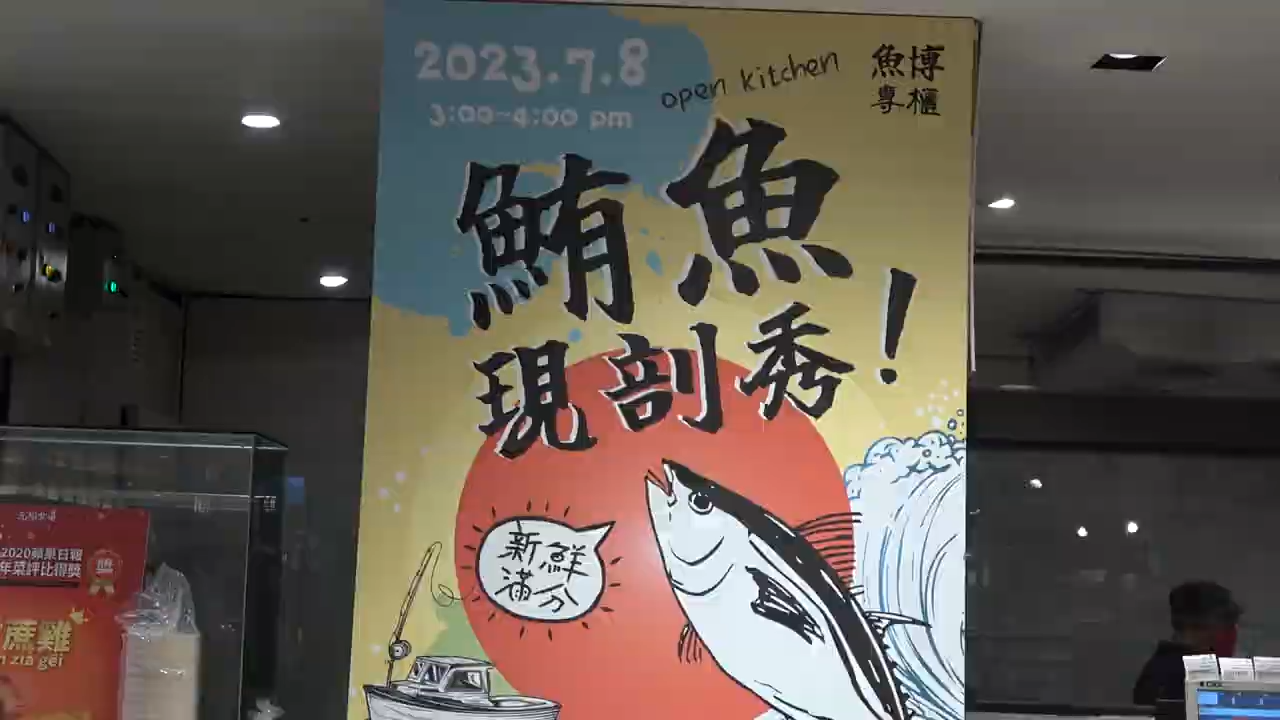 2023.7.8
3:00-4:00 pm
open kitchen
魚博
專櫃
鮪魚
現剖秀!
新鮮
滿分
2020蘋果日報
年菜評比得獎
蔗雞
zià gēi